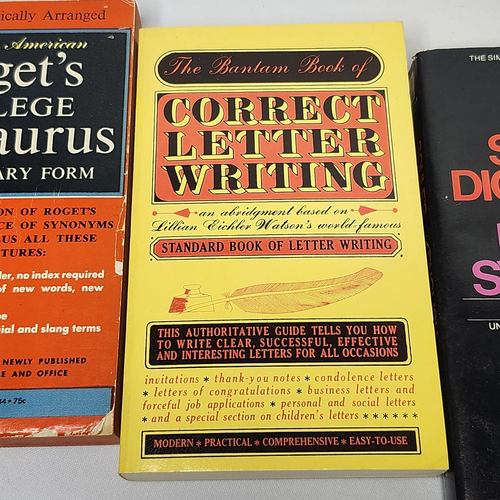 ically Arranged
American
get's
LEGE
aurus
ARY FORM
ON OF ROGET'S
CE OF SYNONYMS
US ALL THESE
TURES:
der, no index required
of new words, new
pe
ial and slang terms
NEWLY PUBLISHED
E AND OFFICE
75c
The Bantam Book of
CORRECT
LETTER
WRITING
an abridgment based on
Lillian Eichler Watson's world-famous
STANDARD BOOK OF LETTER WRITING
THIS AUTHORITATIVE GUIDE TELLS YOU HOW
TO WRITE CLEAR, SUCCESSFUL, EFFECTIVE
AND INTERESTING LETTERS FOR ALL OCCASIONS
invitations * thank-you notes * condolence letters
* letters of congratulations * business letters and
forceful job applications * personal and social letters
* and a special section on children's letters * * * * * *
MODERN * PRACTICAL * COMPREHENSIVE * EASY-TO-USE
THE SIM
S
DIC
SY
UN